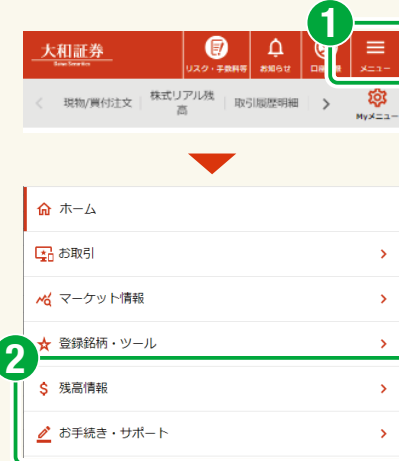 1
大和証券
Daiwa Securities
リスク・手数料等
お知らせ
メニュー
現物/買付注文
株式リアル残高
取引履歴明細
Myメニュー
ホーム
お取引
マーケット情報
登録銘柄・ツール
2
残高情報
お手続き・サポート